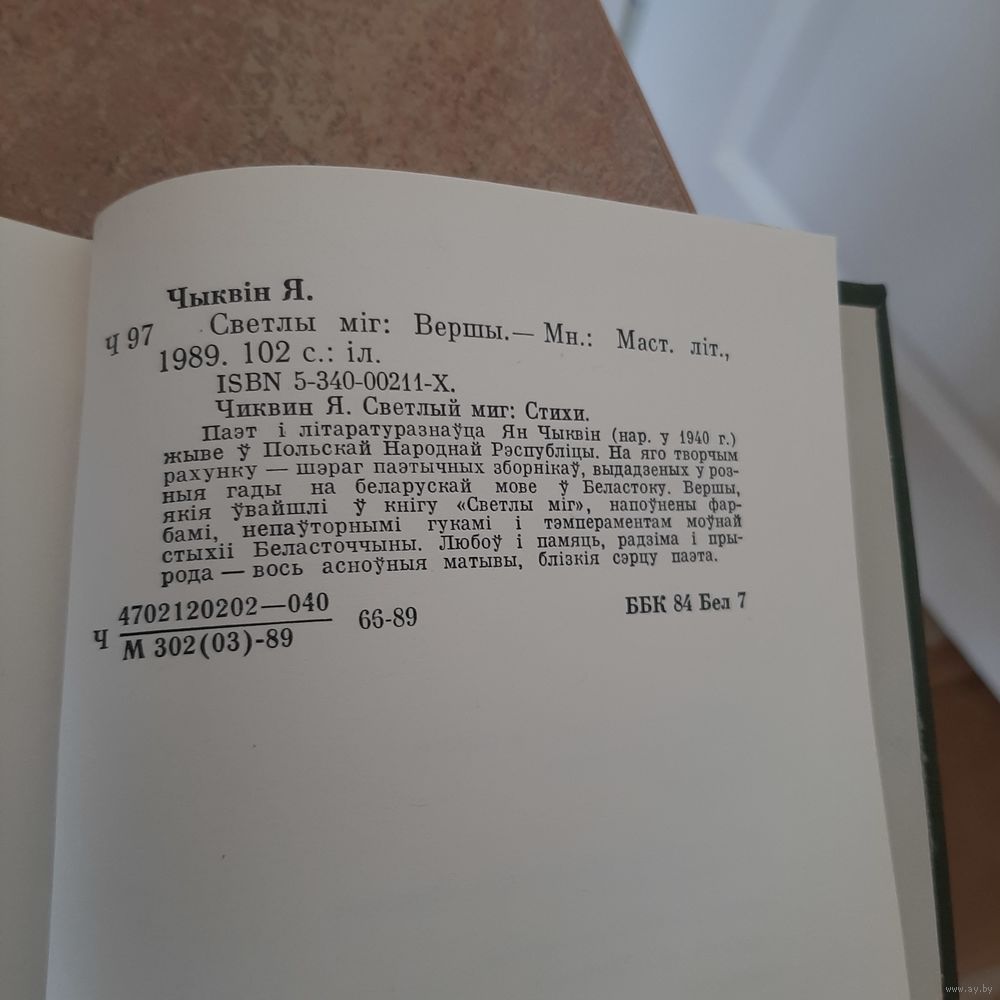 Чыквін Я.
Ч 97 Светлы міг: Вершы.— Мн.: Маст. літ.,
1989. 102 с.: іл.
ISBN 5-340-00211-X.
Чиквин Я. Светлый миг: Стихи.
Паэт і літаратуразнаўца Ян Чыквін (нар. у 1940 г.)
жыве ў Польскай Народнай Рэспубліцы. На яго творчым
рахунку — шэраг паэтычных зборнікаў, выдадзеных у роз-
ныя гады на беларускай мове ў Беластоку. Вершы,
якія ўвайшлі ў кнігу «Светлы міг», напоўнены фар-
бамі, непаўторнымі гукамі і тэмпераментам моўнай
стыхіі Беласточчыны. Любоў і памяць, радзіма і пры-
рода — вось асноўныя матывы, блізкія сэрцу паэта.
4702120202—040
Ч 66-89 ББК 84 Бел 7
М 302(03)-89
www.ay.by